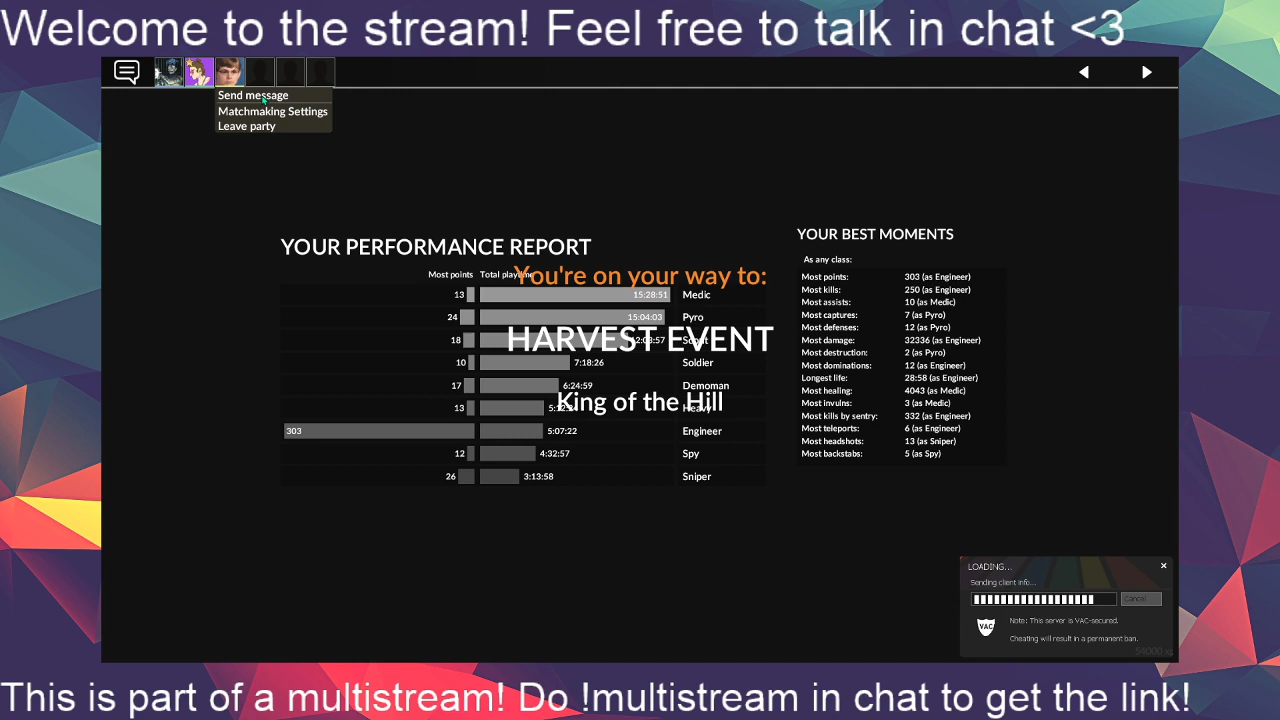 Welcome to the stream! Feel free to talk in chat <3
Send message
Matchmaking Settings
Leave party
YOUR PERFORMANCE REPORT
Most points Total playtime
13 15:28:51 Medic
24 15:04:03 Pyro
18
10 7:18:26 Soldier
17 6:24:59 Demoman
13 Heavy
303 5:07:22 Engineer
12 4:32:57 Spy
26 3:13:58 Sniper
You're on your way to:
HARVEST EVENT
King of the Hill
YOUR BEST MOMENTS
As any class:
Most points: 303 (as Engineer)
Most kills: 250 (as Engineer)
Most assists: 10 (as Medic)
Most captures: 7 (as Pyro)
Most defenses: 12 (as Pyro)
Most damage: 32336 (as Engineer)
Most destruction: 2 (as Pyro)
Most dominations: 12 (as Engineer)
Longest life: 28:58 (as Engineer)
Most healing: 4043 (as Medic)
Most invulns: 3 (as Medic)
Most kills by sentry: 332 (as Engineer)
Most teleports: 6 (as Engineer)
Most headshots: 13 (as Sniper)
Most backstabs: 5 (as Spy)
LOADING...
Sending client info...
Cancel
VAC
Note: This server is VAC-secured.
Cheating will result in a permanent ban.
This is part of a multistream! Do !multistream in chat to get the link!